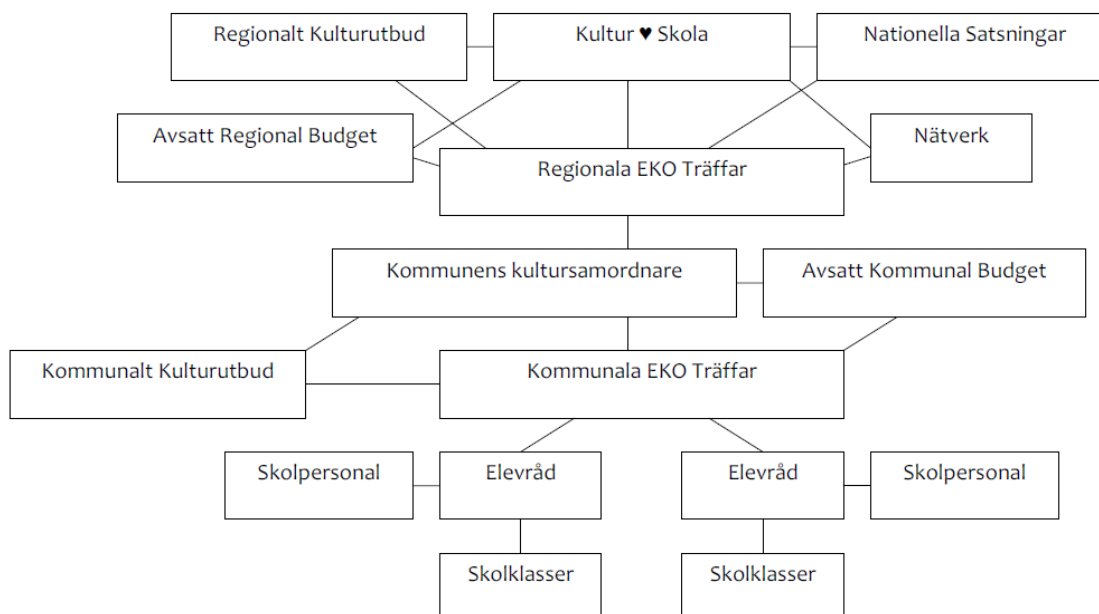 Regionalt Kulturutbud
Kultur ♥ Skola
Nationella Satsningar
Avsatt Regional Budget
Nätverk
Regionala EKO Träffar
Kommunens kultursamordnare
Avsatt Kommunal Budget
Kommunalt Kulturutbud
Kommunala EKO Träffar
Skolpersonal
Elevråd
Elevråd
Skolpersonal
Skolklasser
Skolklasser